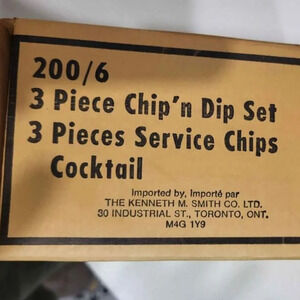 200/6
3 Piece Chip'n Dip Set
3 Pieces Service Chips
Cocktail
Imported by, Importé par
THE KENNETH M. SMITH CO. LTD.
30 INDUSTRIAL ST., TORONTO, ONT.
M4G 1Y9